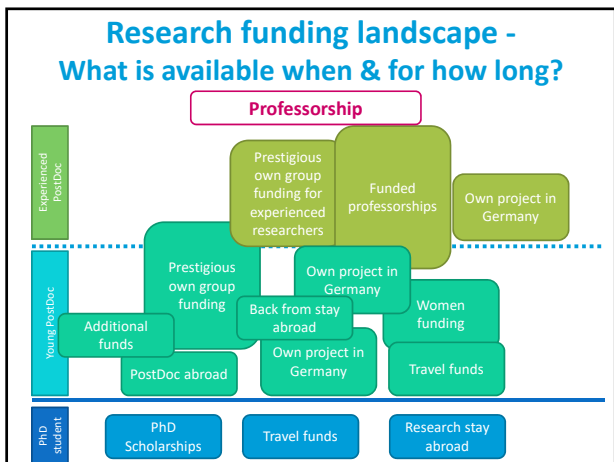 Research funding landscape -
What is available when & for how long?
Professorship
Experienced
PostDoc
Prestigious
own group
funding for
experienced
researchers
Funded
professorships
Own project in
Germany
Young PostDoc
Prestigious
own group
funding
Own project in
Germany
Women
funding
Additional
funds
Back from stay
abroad
PostDoc abroad
Own project in
Germany
Travel funds
PhD
student
PhD
Scholarships
Travel funds
Research stay
abroad